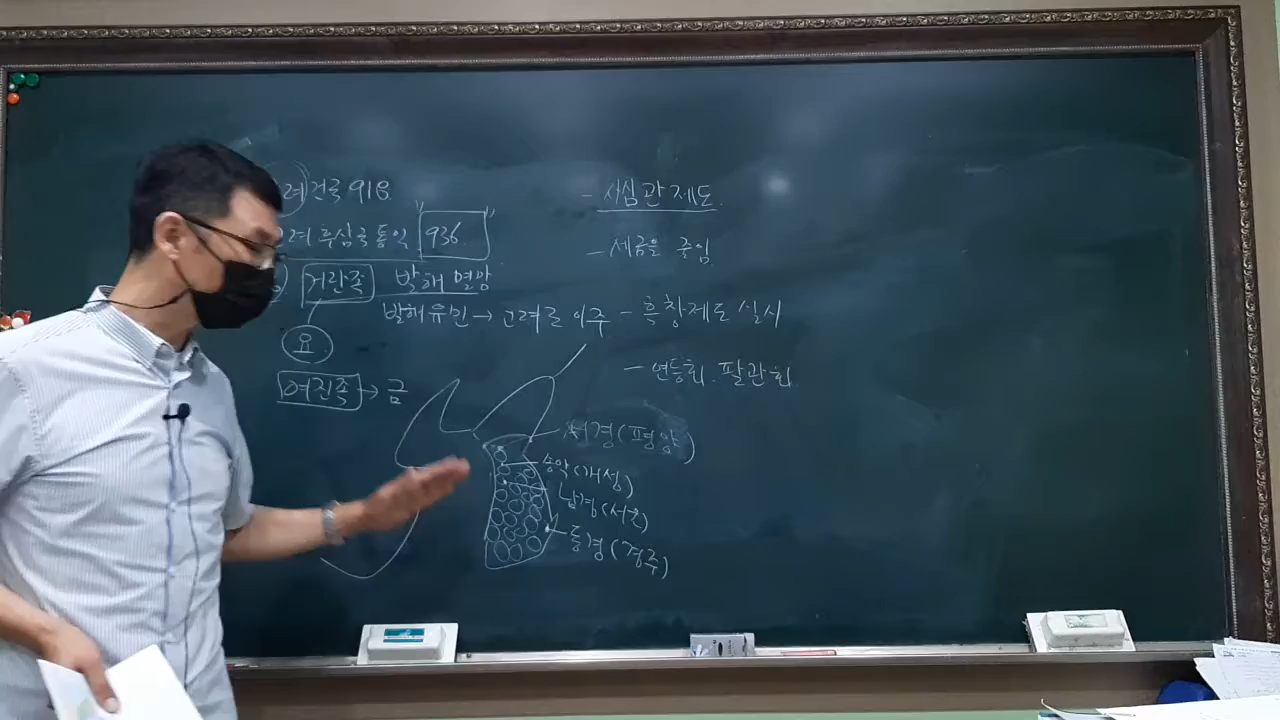 려 건국 918
려 후삼국 통일 "936"
거란족 발해 멸망
발해유민 → 고려로 이주
요
여진족 → 금
- 사심관 제도.
- 세금을 줄임
- 흑창제도 실시
- 연등회. 팔관회
서경(평양)
송악(개성)
남경(서울)
동경(경주)